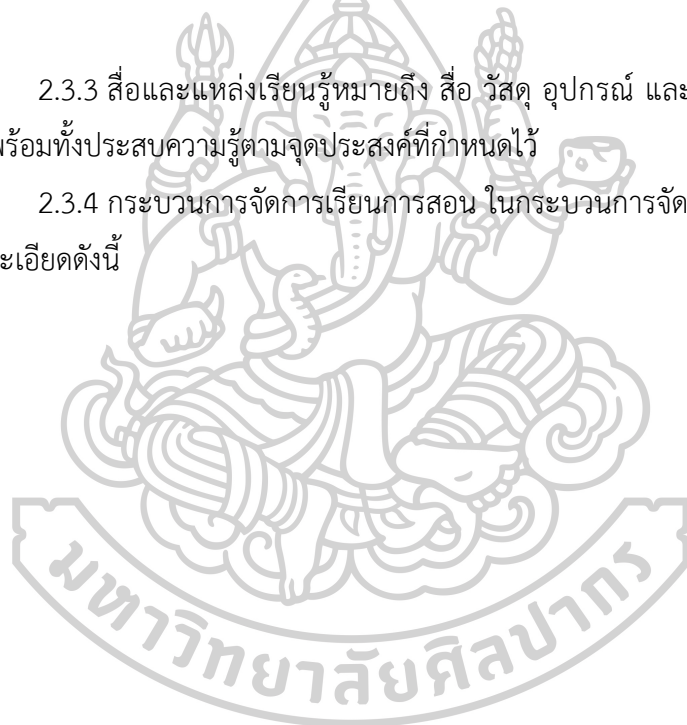 2.3.3 สื่อและแหล่งเรียนรู้หมายถึง สื่อ วัสดุ อุปกรณ์ และ
พร้อมทั้งประสบความรู้ตามจุดประสงค์ที่กำหนดไว้
2.3.4 กระบวนการจัดการเรียนการสอน ในกระบวนการจัด
ะเอียดดังนี้
มหาวิทยาลัยศิลปากร